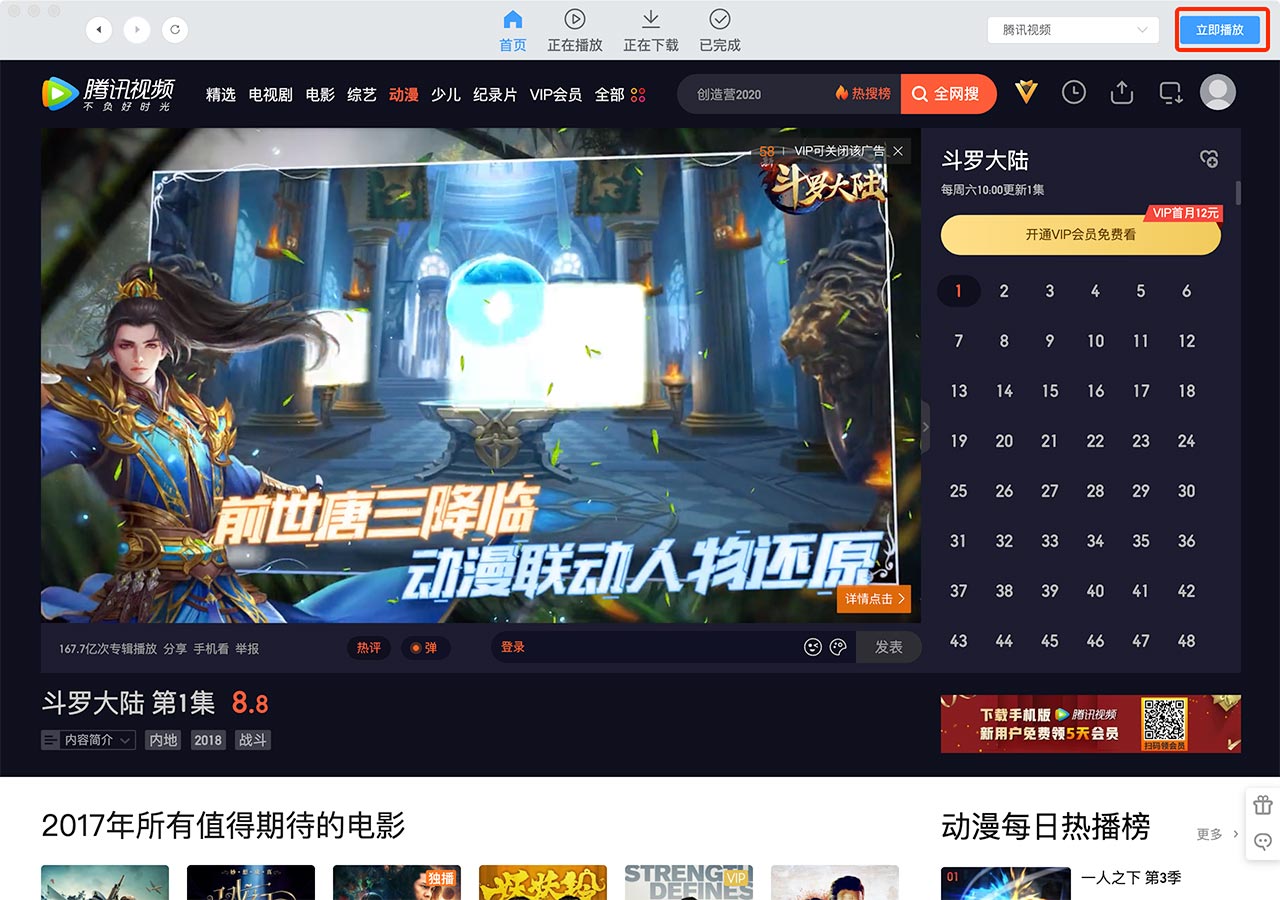 首页
正在播放
正在下载
已完成
腾讯视频
立即播放
腾讯视频
不负好时光
精选 电视剧 电影 综艺 动漫 少儿 纪录片 VIP会员 全部
创造营2020
热搜榜
全网搜
58 | VIP可关闭该广告
斗罗大陆
前世唐三降临
动漫联动人物还原
详情点击
斗罗大陆
每周六10:00更新1集
VIP首月12元
开通VIP会员免费看
1 2 3 4 5 6
7 8 9 10 11 12
13 14 15 16 17 18
19 20 21 22 23 24
25 26 27 28 29 30
31 32 33 34 35 36
37 38 39 40 41 42
43 44 45 46 47 48
167.7亿次专辑播放 分享 手机看 举报
热评
弹
登录
发表
斗罗大陆 第1集 8.8
内容简介
内地
2018
战斗
下载手机版 腾讯视频
新用户免费领5天会员
扫码领会员
2017年所有值得期待的电影
独播
STRENGTH
DEFINES
VIP
动漫每日热播榜
更多
01
一人之下 第3季